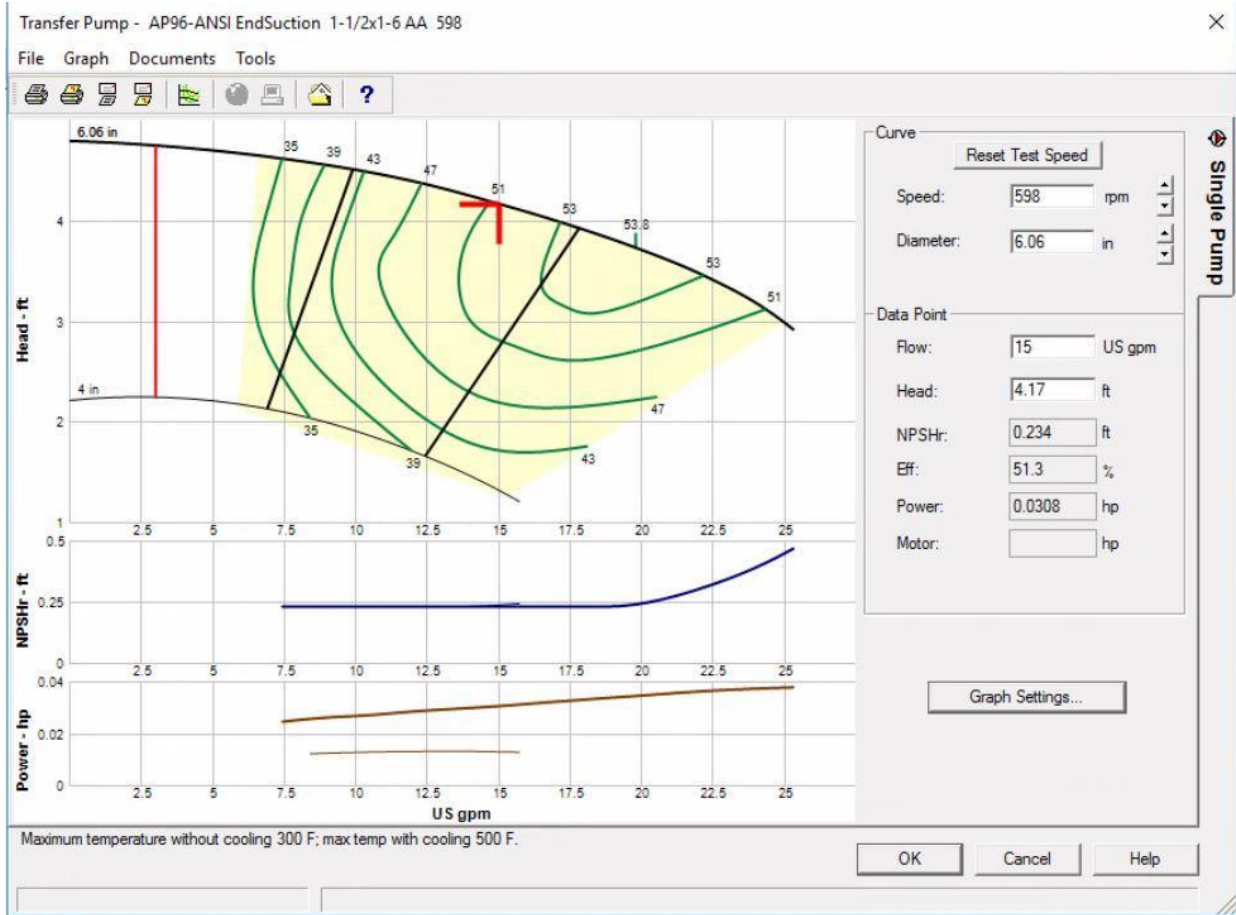 Transfer Pump - AP96-ANSI EndSuction 1-1/2x1-6 AA 598
File Graph Documents Tools
?
6.06 in
35 39 43 47 51 53 53.8 53 51
4
3
2
1
Head - ft
4 in
35 39 43 47
2.5 5 7.5 10 12.5 15 17.5 20 22.5 25
0.5
0.25
0
NPSHr - ft
2.5 5 7.5 10 12.5 15 17.5 20 22.5 25
0.04
0.02
0
Power - hp
2.5 5 7.5 10 12.5 15 17.5 20 22.5 25
US gpm
Curve
Reset Test Speed
Speed: 598 rpm
Diameter: 6.06 in
Data Point
Flow: 15 US gpm
Head: 4.17 ft
NPSHr: 0.234 ft
Eff: 51.3 %
Power: 0.0308 hp
Motor: hp
Graph Settings...
Single Pump
Maximum temperature without cooling 300 F; max temp with cooling 500 F.
OK Cancel Help